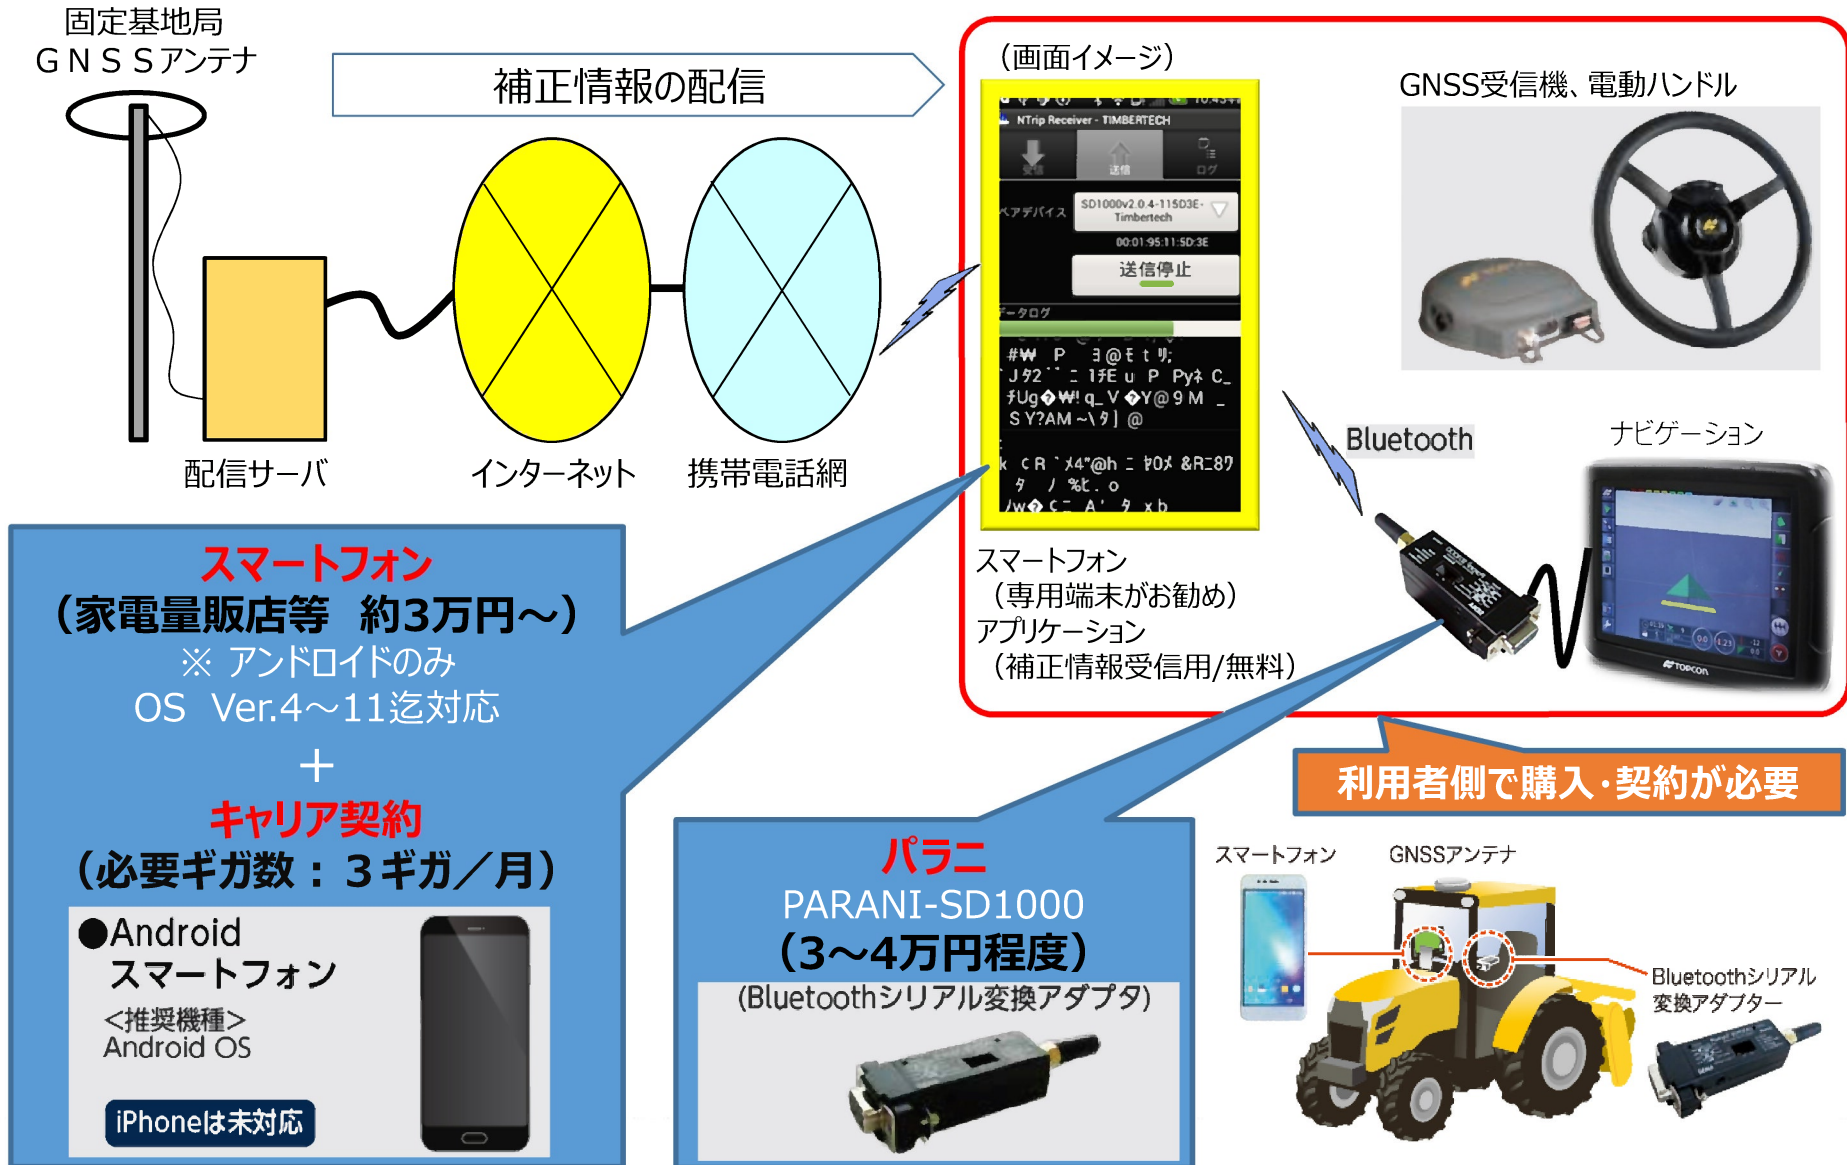 固定基地局
ＧＮＳＳアンテナ
補正情報の配信
配信サーバ
インターネット
携帯電話網
（画面イメージ）
NTrip Receiver - TIMBERTECH
受信
送信
ログ
ペアデバイス
SD1000v2.0.4-115D3E-
Timbertech
00:01:95:11:5D:3E
送信停止
データログ
スマートフォン
（専用端末がお勧め）
アプリケーション
（補正情報受信用/無料）
GNSS受信機、電動ハンドル
Bluetooth
ナビゲーション
TOPCON
利用者側で購入・契約が必要
スマートフォン
（家電量販店等　約3万円～）
※ アンドロイドのみ
OS　Ver.4～11迄対応
＋
キャリア契約
（必要ギガ数：３ギガ／月）
●Android
スマートフォン
<推奨機種>
Android OS
iPhoneは未対応
パラニ
PARANI-SD1000
（3～4万円程度）
(Bluetoothシリアル変換アダプタ)
スマートフォン
GNSSアンテナ
Bluetoothシリアル
変換アダプター